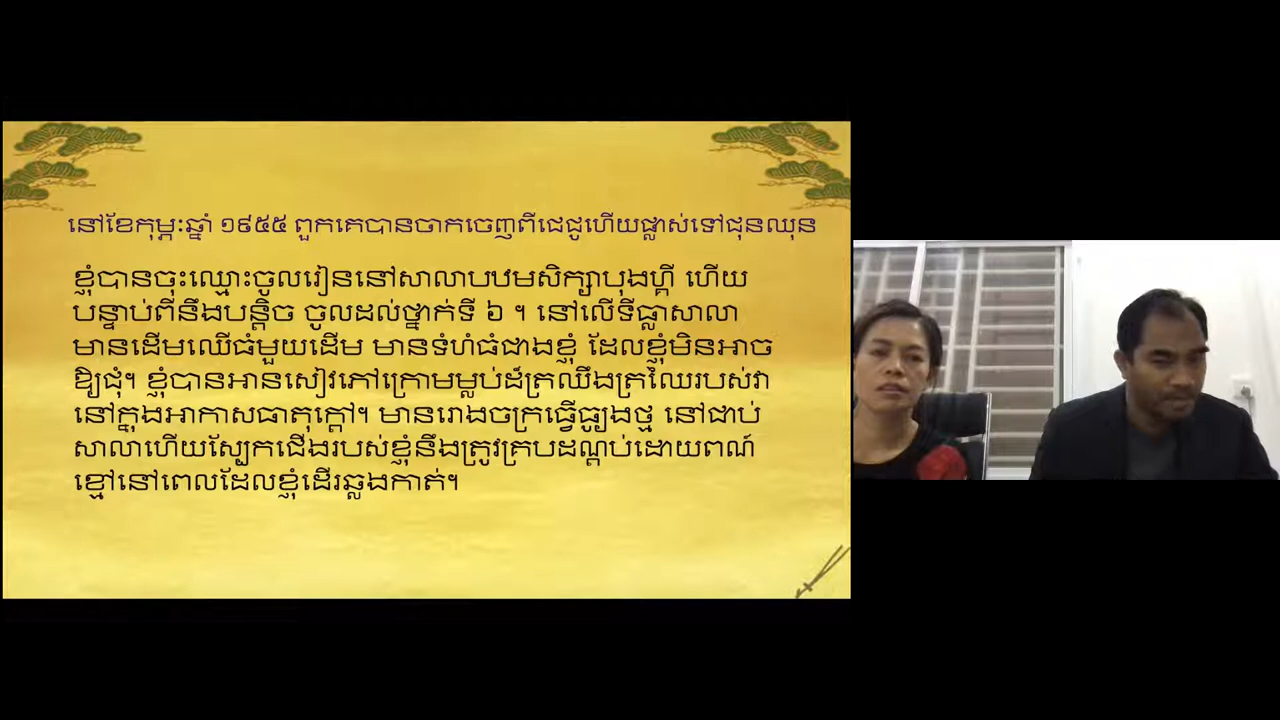 នៅខែកុម្ភៈឆ្នាំ ១៩៥៥ ពួកគេបានចាកចេញពីជេជូហើយផ្លាស់ទៅជុនឈុន
ខ្ញុំបានចុះឈ្មោះចូលរៀននៅសាលាបឋមសិក្សាបុងហ្គី ហើយ
បន្ទាប់ពីនឹងបន្តិច ចូលដល់ថ្នាក់ទី ៦ ។ នៅលើទីធ្លាសាលា
មានដើមឈើធំមួយដើម មានទំហំធំជាងខ្ញុំ ដែលខ្ញុំមិនអាច
ឱ្យជុំ។ ខ្ញុំបានអានសៀវភៅក្រោមម្លប់ដ៏ត្រឈឹងត្រឈៃរបស់វា
នៅក្នុងអាកាសធាតុក្តៅ។ មានរោងចក្រធ្វើធ្យូងថ្ម នៅជាប់
សាលាហើយស្បែកជើងរបស់ខ្ញុំនឹងត្រូវគ្របដណ្តប់ដោយពណ៍
ខ្មៅនៅពេលដែលខ្ញុំដើរឆ្លងកាត់។